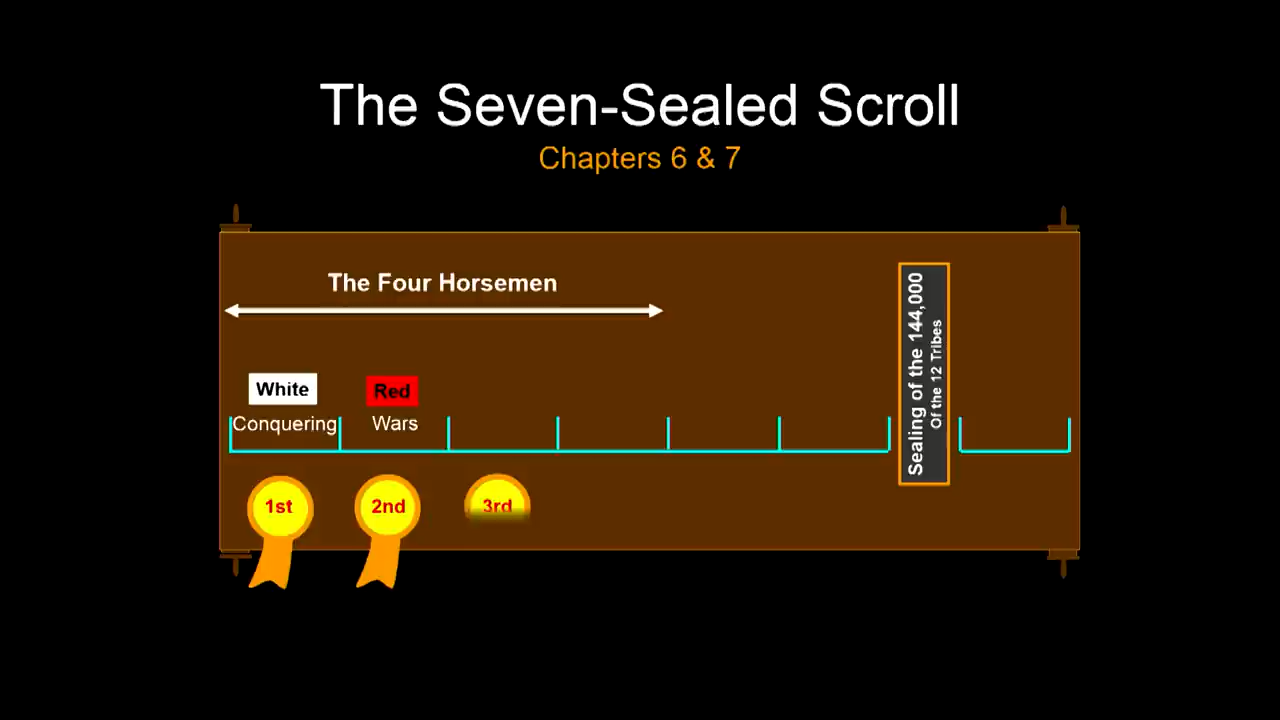 The Seven-Sealed Scroll
Chapters 6 & 7
The Four Horsemen
White
Red
Conquering
Wars
Sealing of the 144,000
Of the 12 Tribes
1st
2nd
3rd